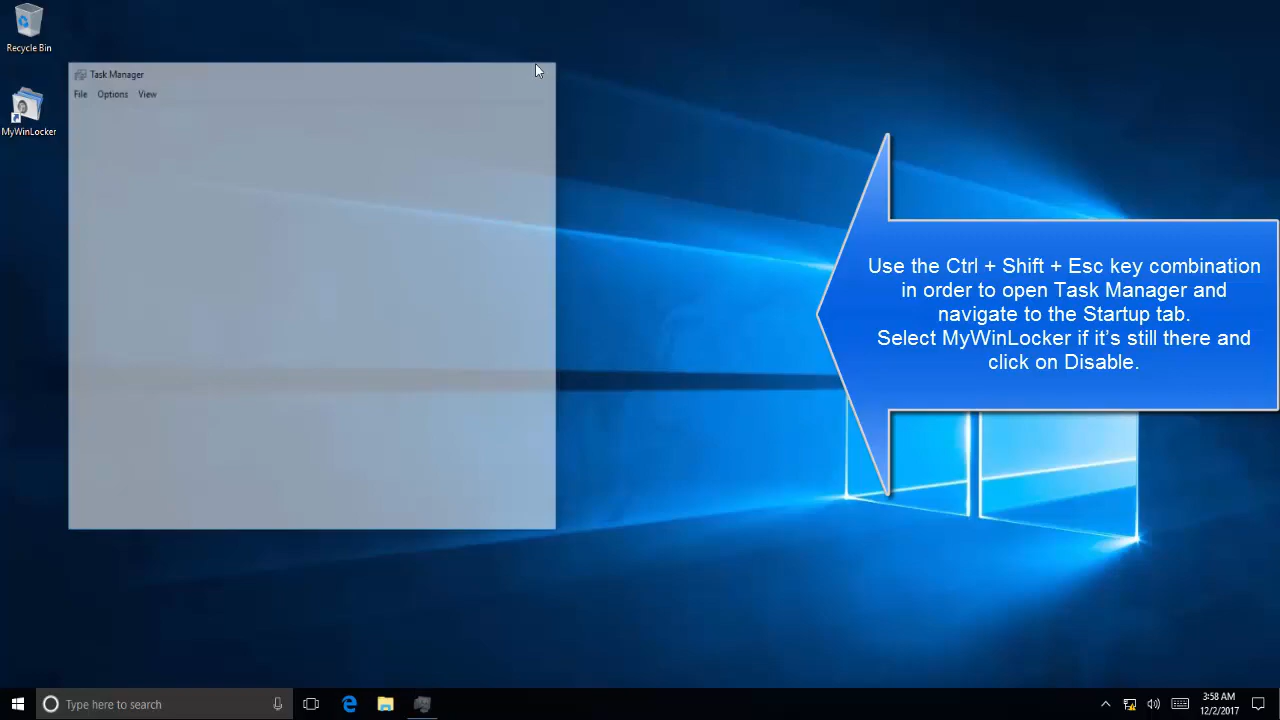 Recycle Bin
MyWinLocker
Task Manager
File Options View
Use the Ctrl + Shift + Esc key combination
in order to open Task Manager and
navigate to the Startup tab.
Select MyWinLocker if it’s still there and
click on Disable.
Type here to search
3:58 AM
12/2/2017